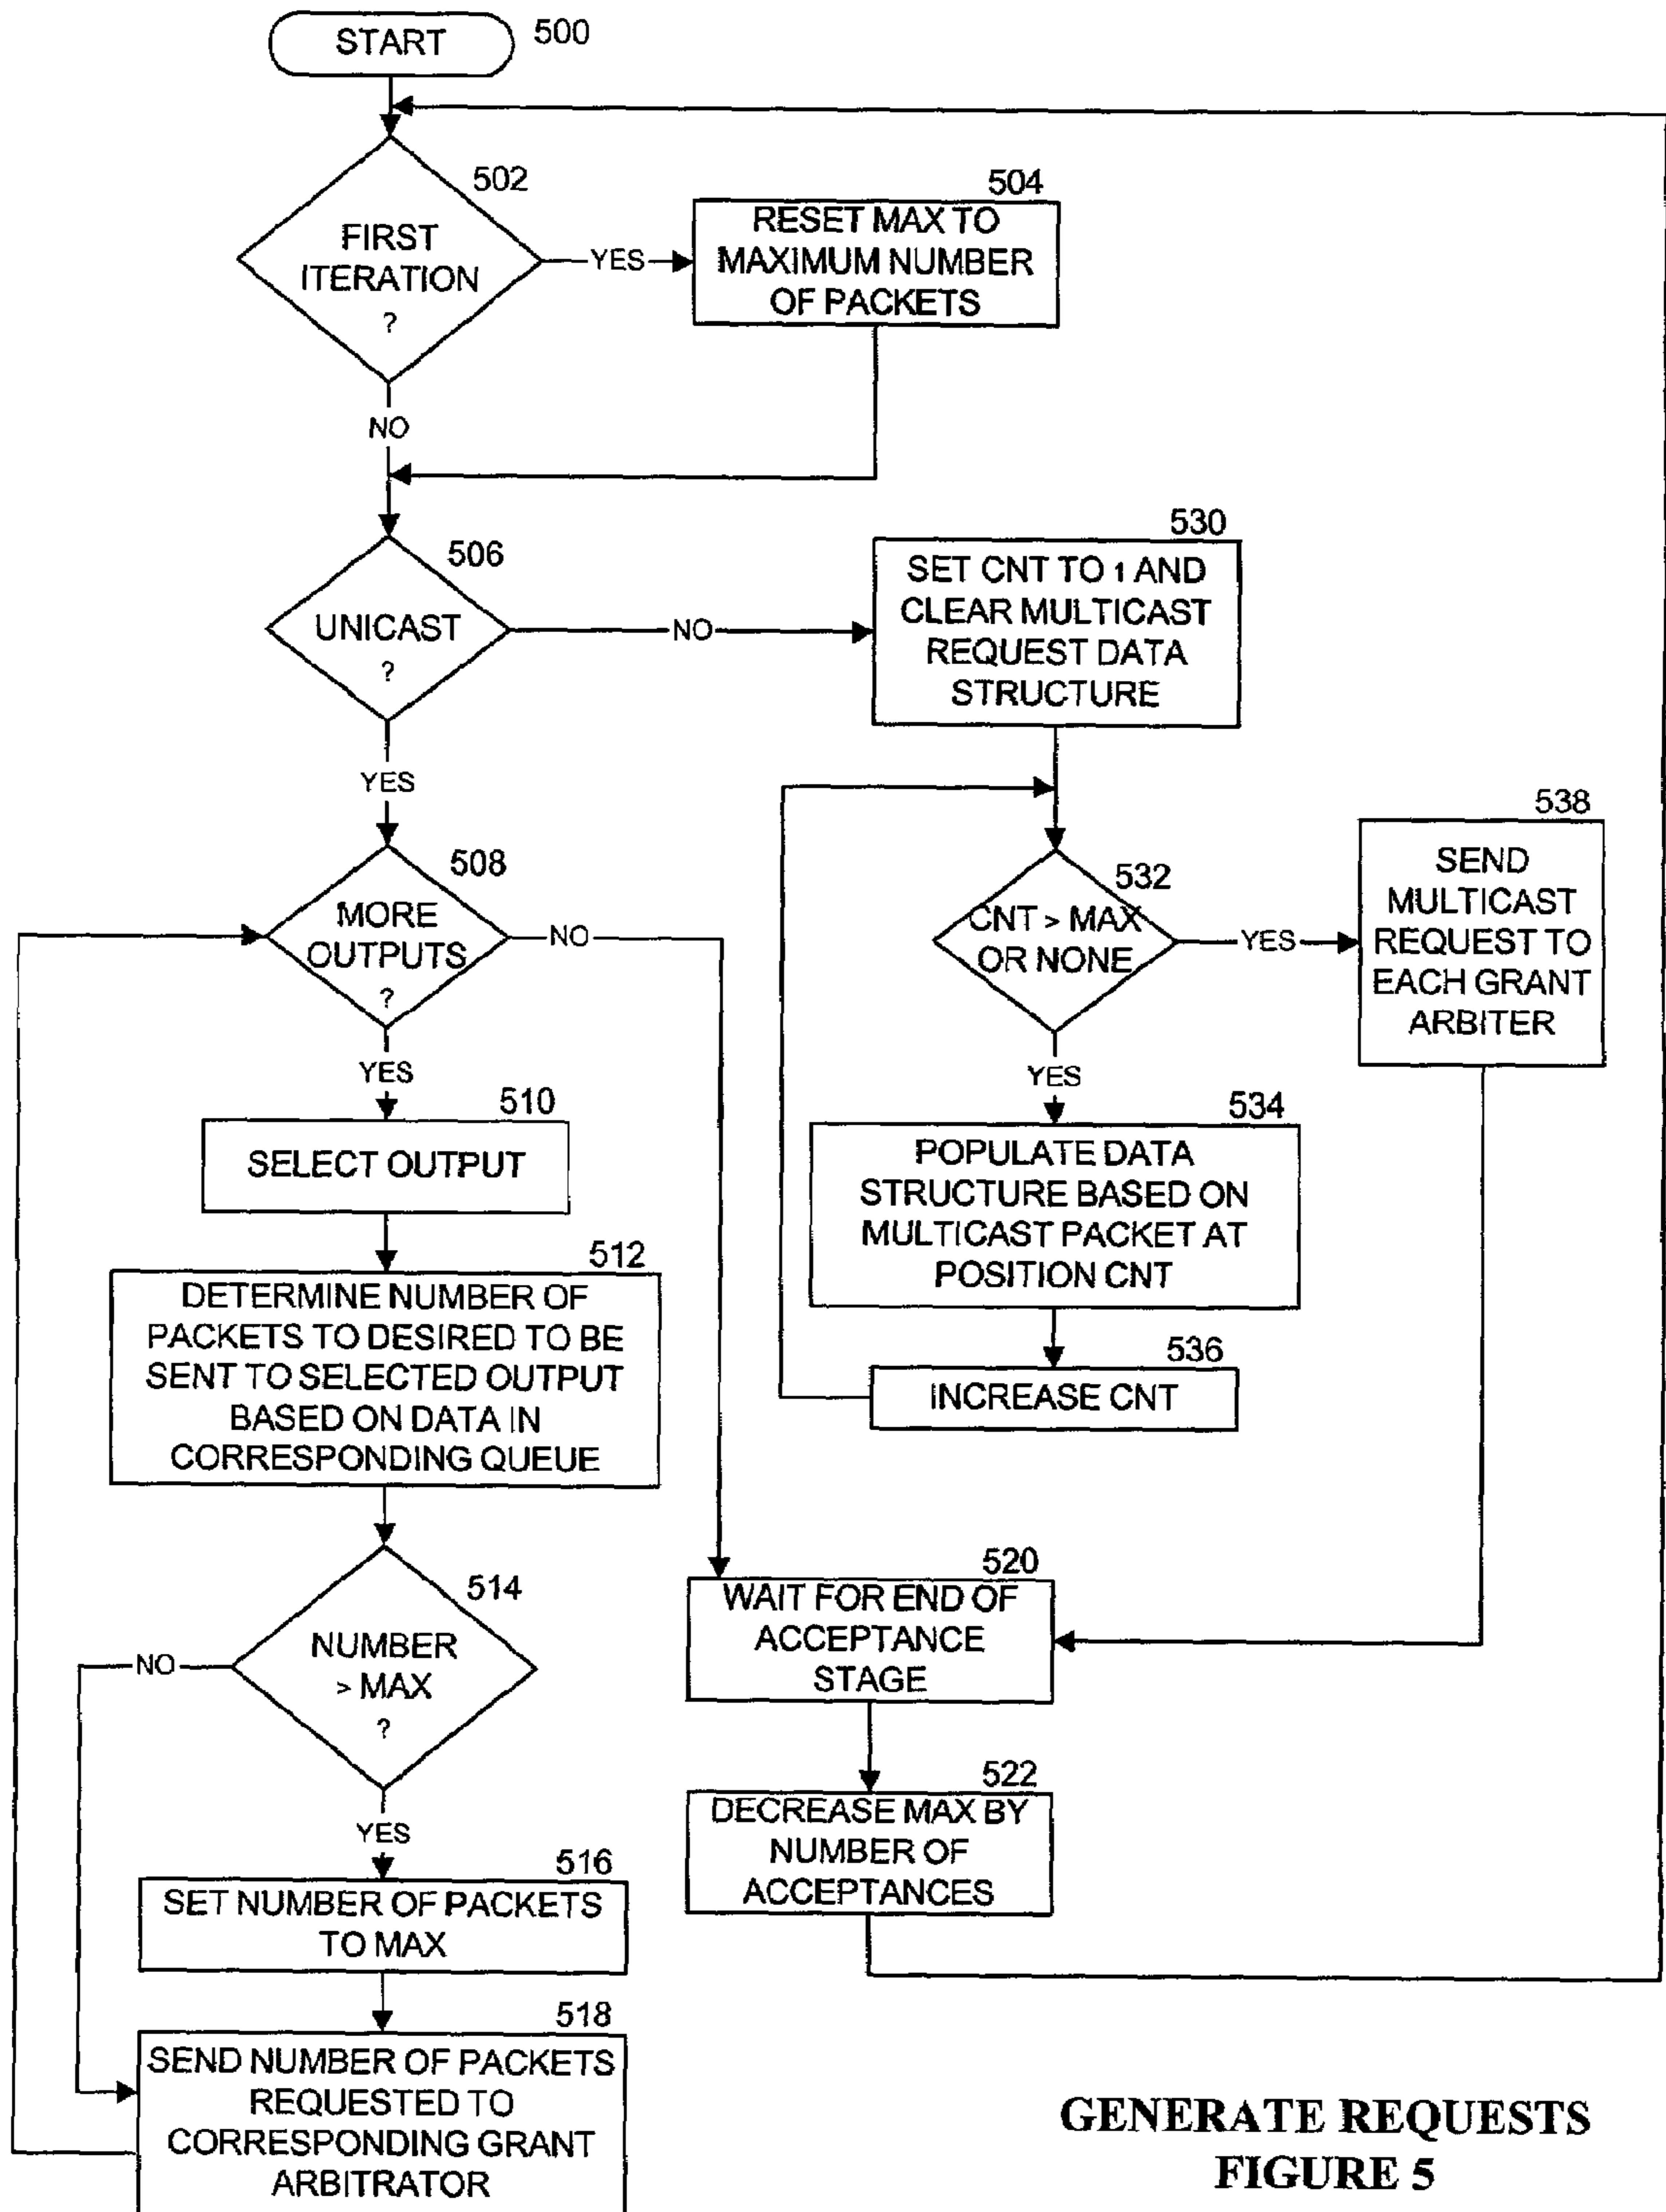 START
500
502
FIRST
ITERATION
?
YES
504
RESET MAX TO
MAXIMUM NUMBER
OF PACKETS
NO
506
UNICAST
?
NO
530
SET CNT TO 1 AND
CLEAR MULTICAST
REQUEST DATA
STRUCTURE
YES
508
MORE
OUTPUTS
?
NO
532
CNT > MAX
OR NONE
YES
538
SEND
MULTICAST
REQUEST TO
EACH GRANT
ARBITER
YES
510
SELECT OUTPUT
YES
534
POPULATE DATA
STRUCTURE BASED ON
MULTICAST PACKET AT
POSITION CNT
512
DETERMINE NUMBER OF
PACKETS TO DESIRED TO BE
SENT TO SELECTED OUTPUT
BASED ON DATA IN
CORRESPONDING QUEUE
536
INCREASE CNT
514
NUMBER
> MAX
?
NO
520
WAIT FOR END OF
ACCEPTANCE
STAGE
YES
522
DECREASE MAX BY
NUMBER OF
ACCEPTANCES
516
SET NUMBER OF PACKETS
TO MAX
518
SEND NUMBER OF PACKETS
REQUESTED TO
CORRESPONDING GRANT
ARBITRATOR
GENERATE REQUESTS
FIGURE 5